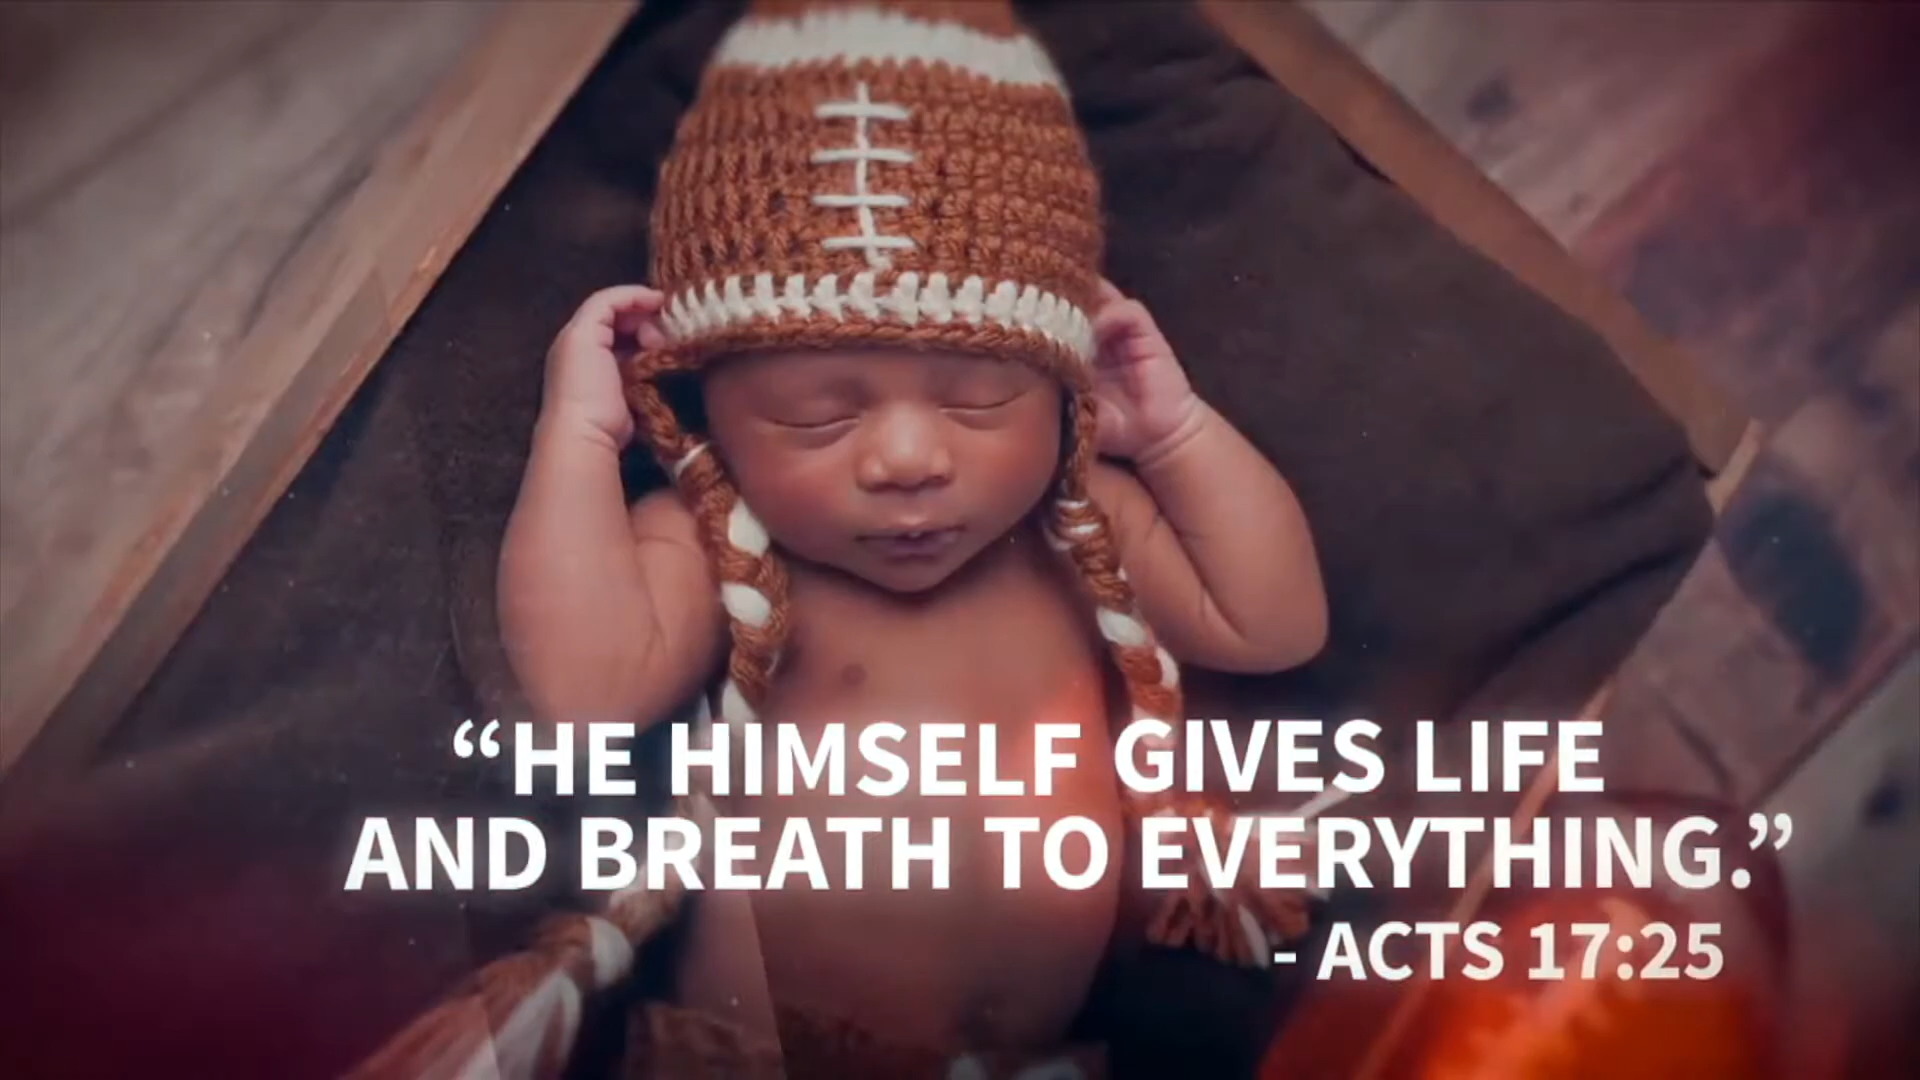 “HE HIMSELF GIVES LIFE
AND BREATH TO EVERYTHING.”
- ACTS 17:25